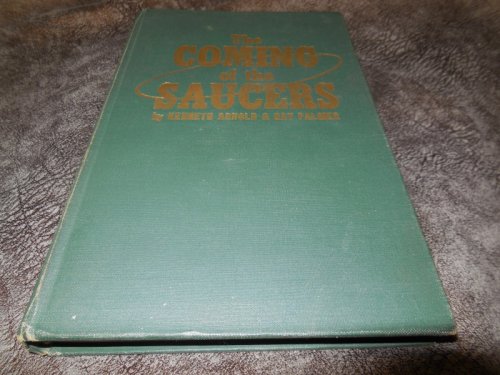 The
COMING
of the
SAUCERS
by KENNETH ARNOLD & RAY PALMER